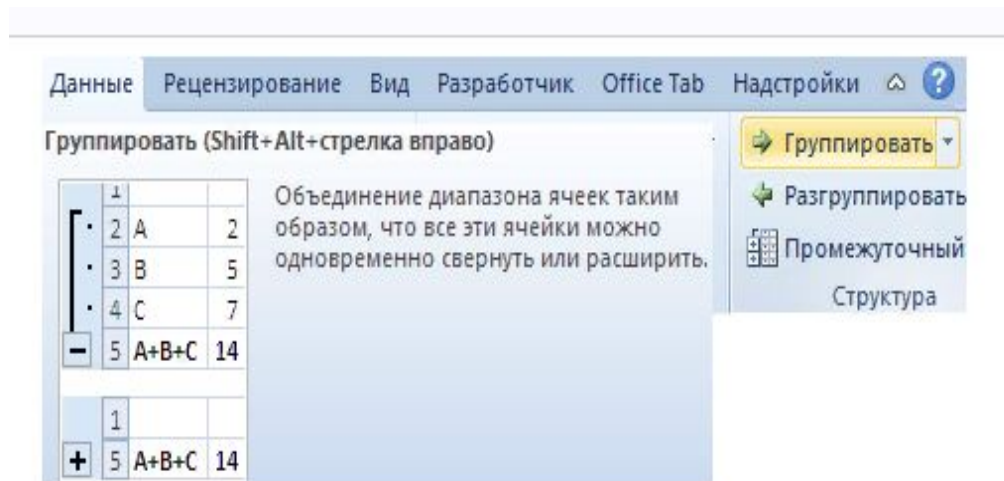 Данные Рецензирование Вид Разработчик Office Tab Надстройки ?
Группировать (Shift+Alt+стрелка вправо)
Объединение диапазона ячеек таким
образом, что все эти ячейки можно
одновременно свернуть или расширить.
1
2 A 2
3 B 5
4 C 7
− 5 A+B+C 14
1
+ 5 A+B+C 14
Группировать
Разгруппировать
Промежуточный
Структура